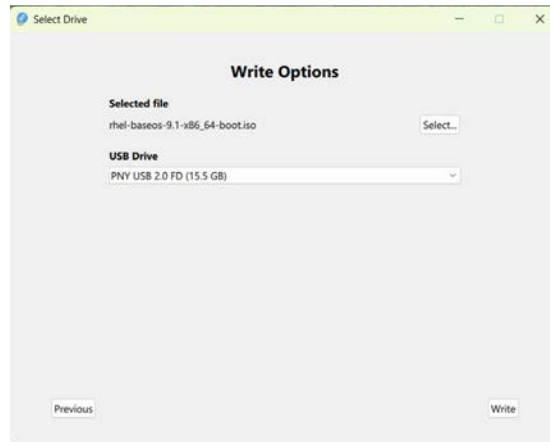 Select Drive
Write Options
Selected file
rhel-baseos-9.1-x86_64-boot.iso
Select...
USB Drive
PNY USB 2.0 FD (15.5 GB)
Previous
Write